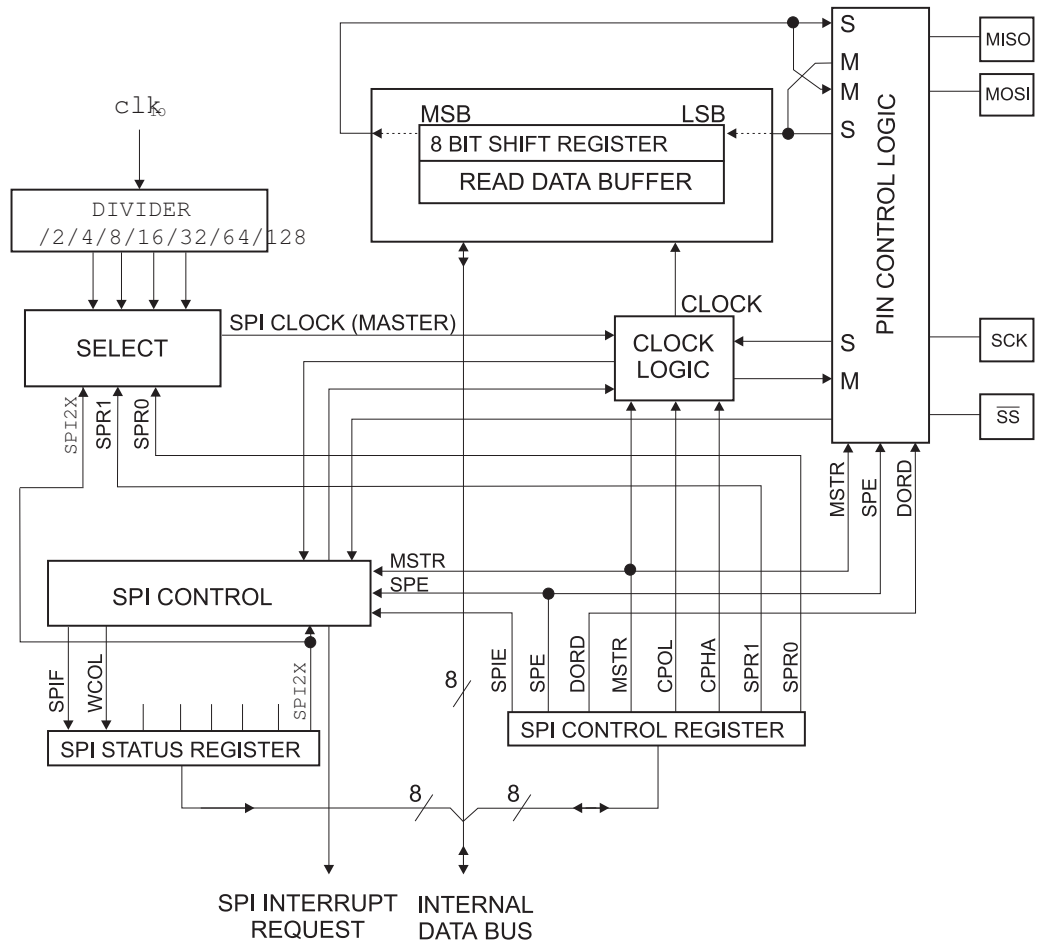 S
MISO
M
M
MOSI
clkIO
MSB
LSB
S
8 BIT SHIFT REGISTER
READ DATA BUFFER
PIN CONTROL LOGIC
DIVIDER
/2/4/8/16/32/64/128
CLOCK
SPI CLOCK (MASTER)
SELECT
CLOCK
LOGIC
S
SCK
M
SS
SPI2X
SPR1
SPR0
MSTR
SPE
DORD
MSTR
SPE
SPI CONTROL
SPIF
WCOL
SPI2X
8
SPIE
SPE
DORD
MSTR
CPOL
CPHA
SPR1
SPR0
SPI STATUS REGISTER
SPI CONTROL REGISTER
8
8
SPI INTERRUPT
REQUEST
INTERNAL
DATA BUS